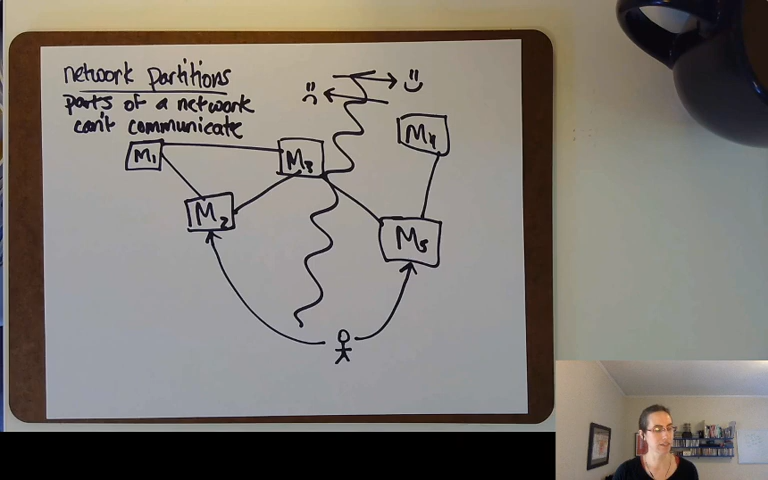 network partitions
parts of a network
can't communicate
M1
M3
M4
M2
M5